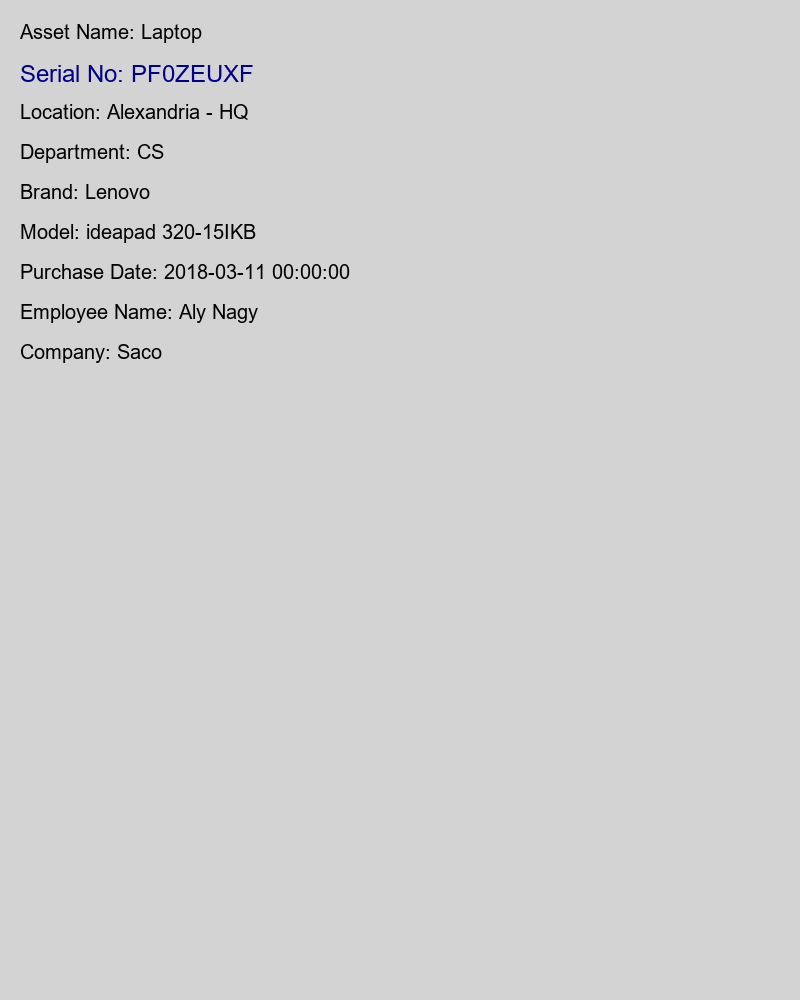 Asset Name: Laptop
Serial No: PF0ZEUXF
Location: Alexandria - HQ
Department: CS
Brand: Lenovo
Model: ideapad 320-15IKB
Purchase Date: 2018-03-11 00:00:00
Employee Name: Aly Nagy
Company: Saco